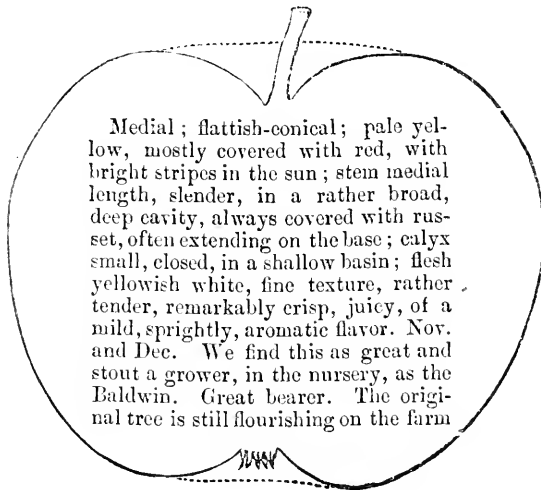 Medial ; flattish-conical ; pale yel-
low, mostly covered with red, with
bright stripes in the sun ; stem medial
length, slender, in a rather broad,
deep cavity, always covered with rus-
set, often extending on the base ; calyx
small, closed, in a shallow basin ; flesh
yellowish white, fine texture, rather
tender, remarkably crisp, juicy, of a
mild, sprightly, aromatic flavor. Nov.
and Dec. We find this as great and
stout a grower, in the nursery, as the
Baldwin. Great bearer. The origi-
nal tree is still flourishing on the farm